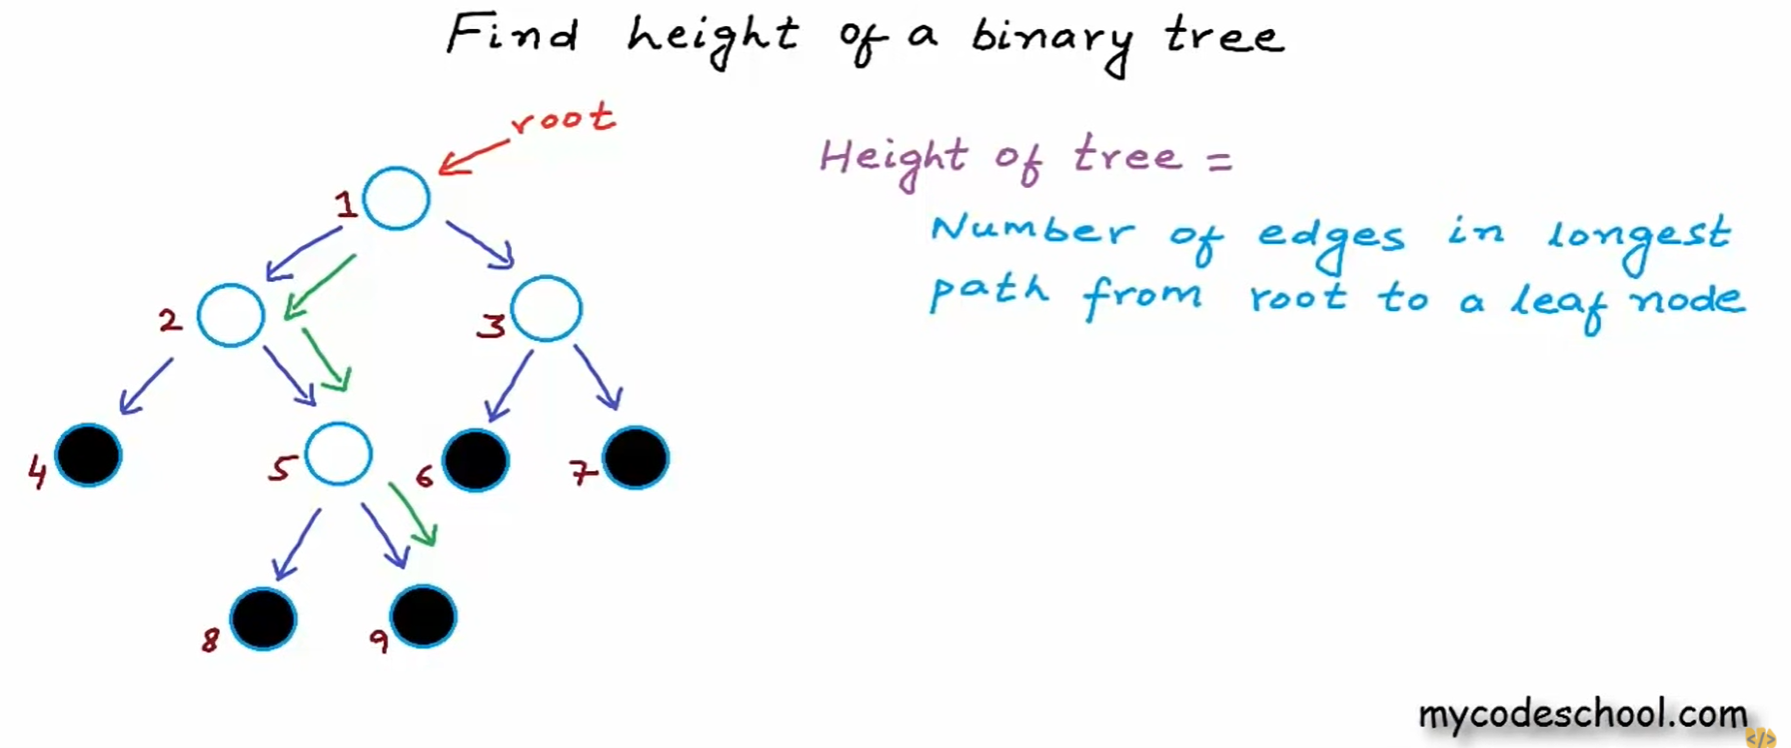 Find height of a binary tree
root
Height of tree =
Number of edges in longest
path from root to a leaf node
1
2
3
4
5
6
7
8
9
mycodeschool.com
</>